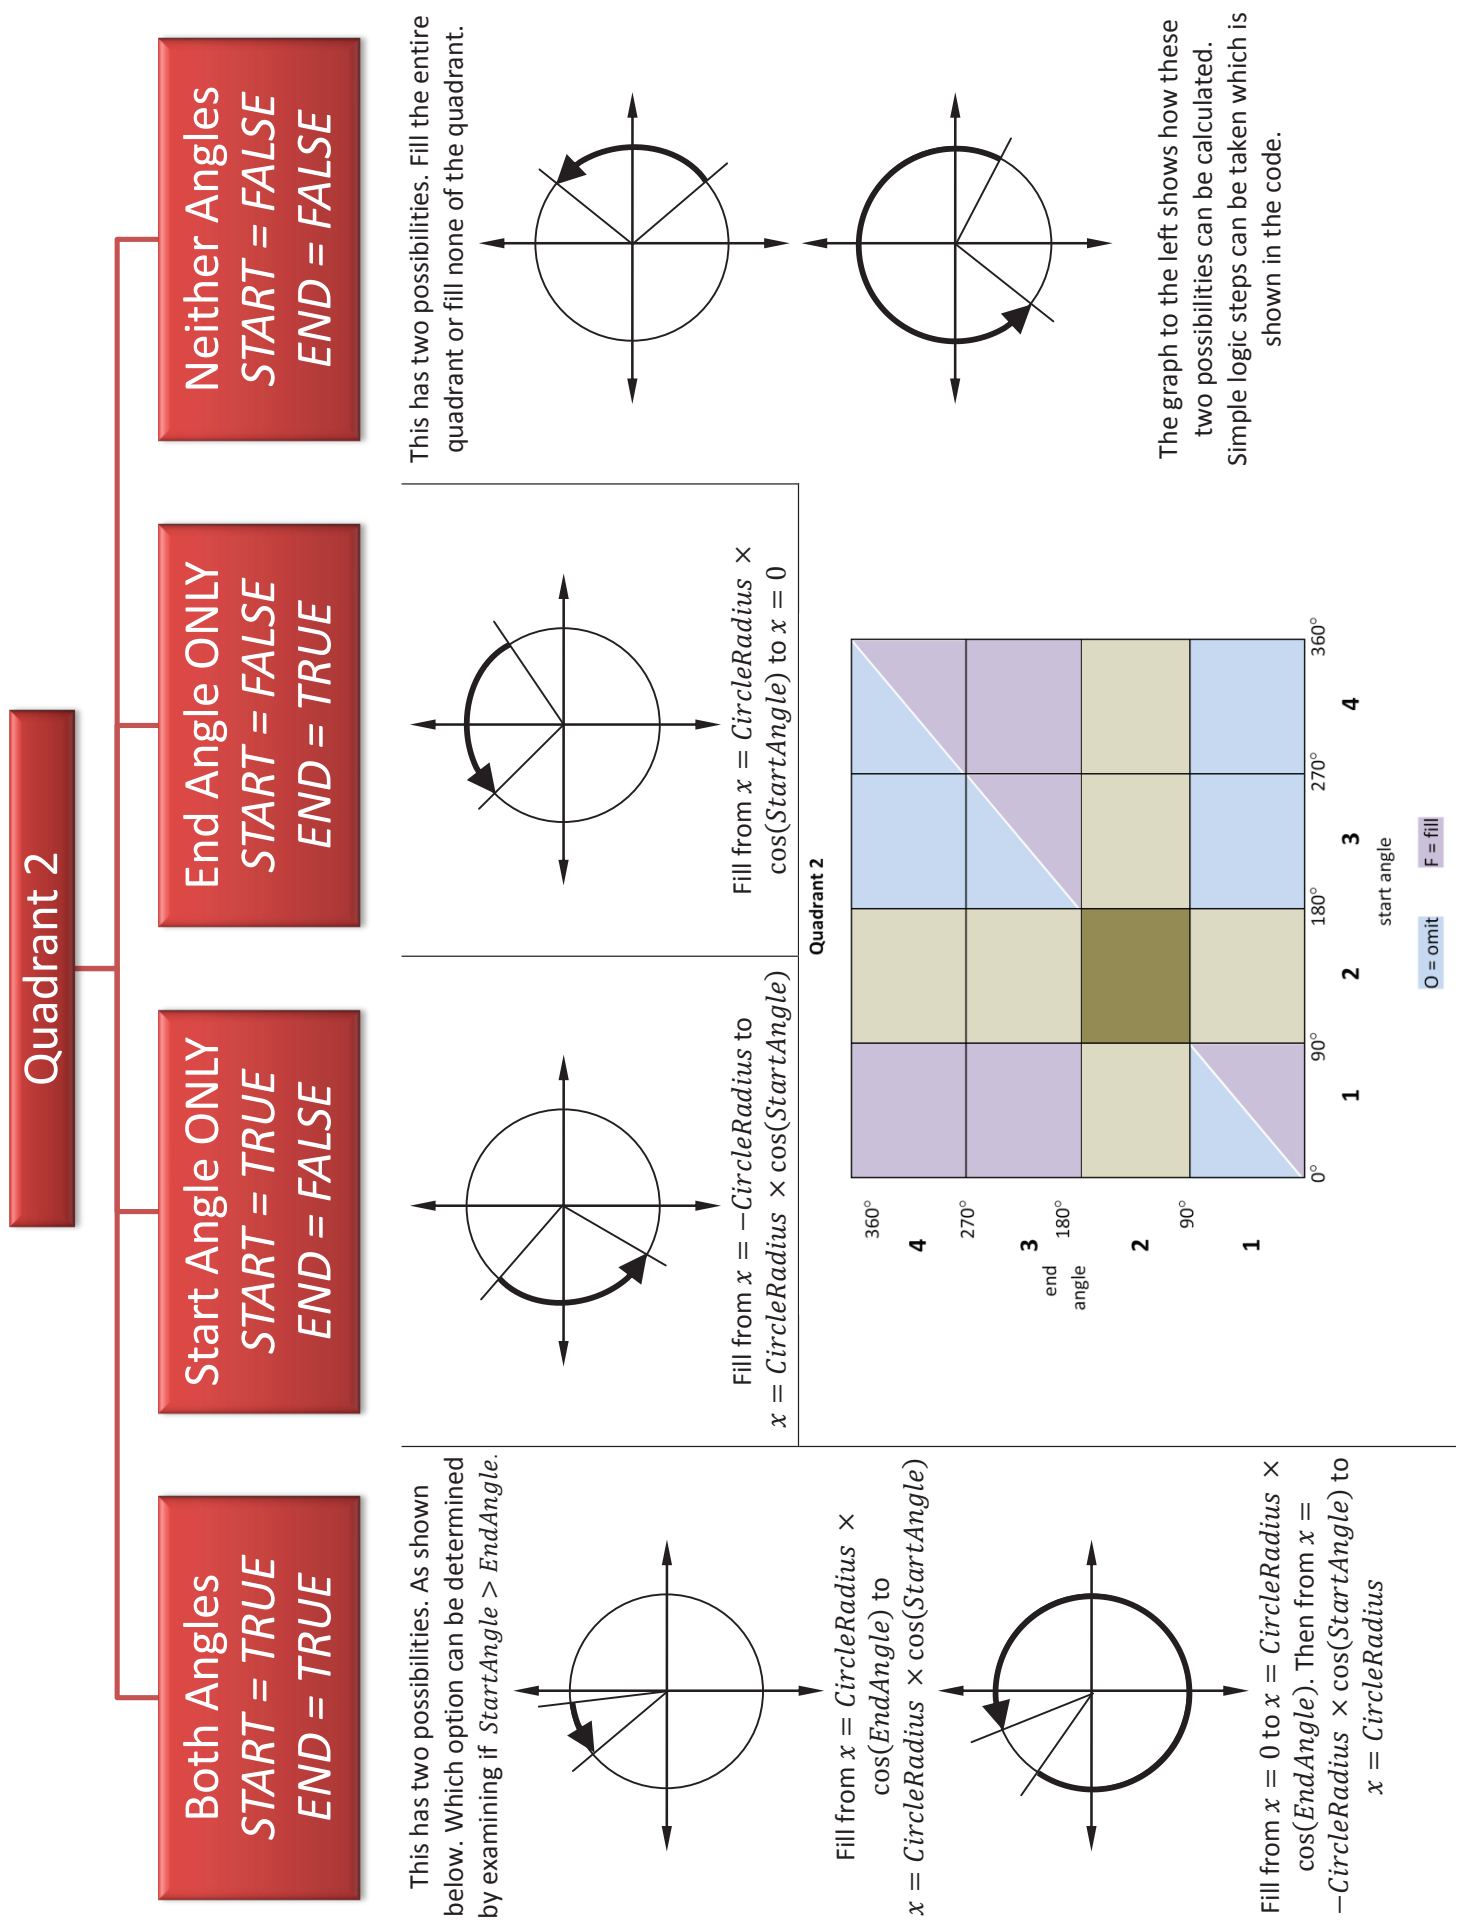 Quadrant 2
Both Angles
START = TRUE
END = TRUE
Start Angle ONLY
START = TRUE
END = FALSE
End Angle ONLY
START = FALSE
END = TRUE
Neither Angles
START = FALSE
END = FALSE
This has two possibilities. As shown
below. Which option can be determined
by examining if StartAngle > EndAngle.
Fill from x = CircleRadius ×
cos(EndAngle) to
x = CircleRadius × cos(StartAngle)
Fill from x = 0 to x = CircleRadius ×
cos(EndAngle). Then from x =
−CircleRadius × cos(StartAngle) to
x = CircleRadius
Fill from x = −CircleRadius to
x = CircleRadius × cos(StartAngle)
Fill from x = CircleRadius ×
cos(StartAngle) to x = 0
This has two possibilities. Fill the entire
quadrant or fill none of the quadrant.
The graph to the left shows how these
two possibilities can be calculated.
Simple logic steps can be taken which is
shown in the code.
Quadrant 2
360°
4
270°
3
180°
end
angle
2
90°
1
0°
90°
180°
270°
360°
1
2
3
4
start angle
O = omit
F = fill